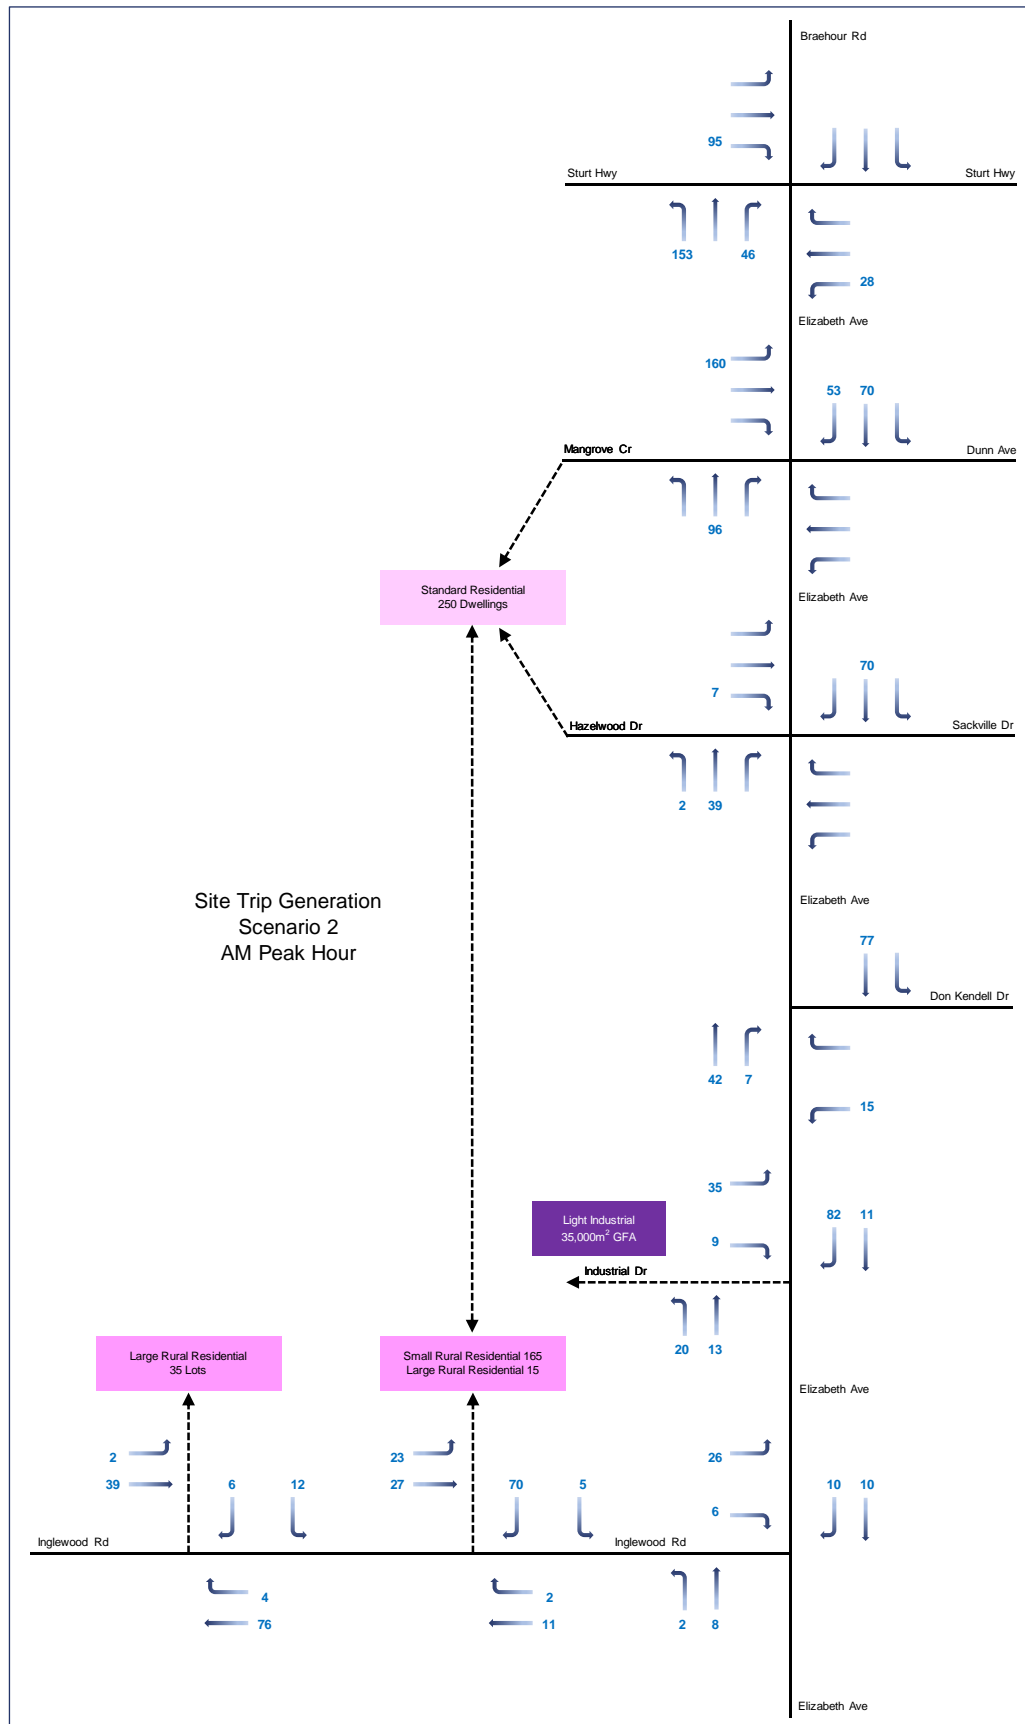 Braehour Rd
95
Sturt Hwy
Sturt Hwy
153
46
28
Elizabeth Ave
160
53
70
Mangrove Cr
Dunn Ave
96
Standard Residential
250 Dwellings
Elizabeth Ave
70
7
Hazelwood Dr
Sackville Dr
2
39
Site Trip Generation
Scenario 2
AM Peak Hour
Elizabeth Ave
77
Don Kendell Dr
42
7
15
35
Light Industrial
35,000m² GFA
82
11
9
Industrial Dr
20
13
Large Rural Residential
35 Lots
Small Rural Residential 165
Large Rural Residential 15
Elizabeth Ave
2
23
26
39
6
12
27
70
5
10
10
6
Inglewood Rd
Inglewood Rd
4
2
76
11
2
8
Elizabeth Ave